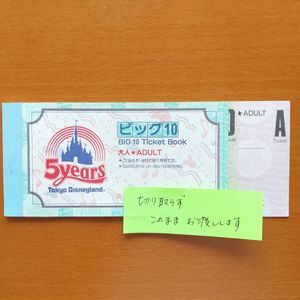 ビッグ10
BIG 10 Ticket Book
大人★ADULT
5years
Tokyo Disneyland
★ADULT
A
Ticket
切り取らず
このまま お渡しします